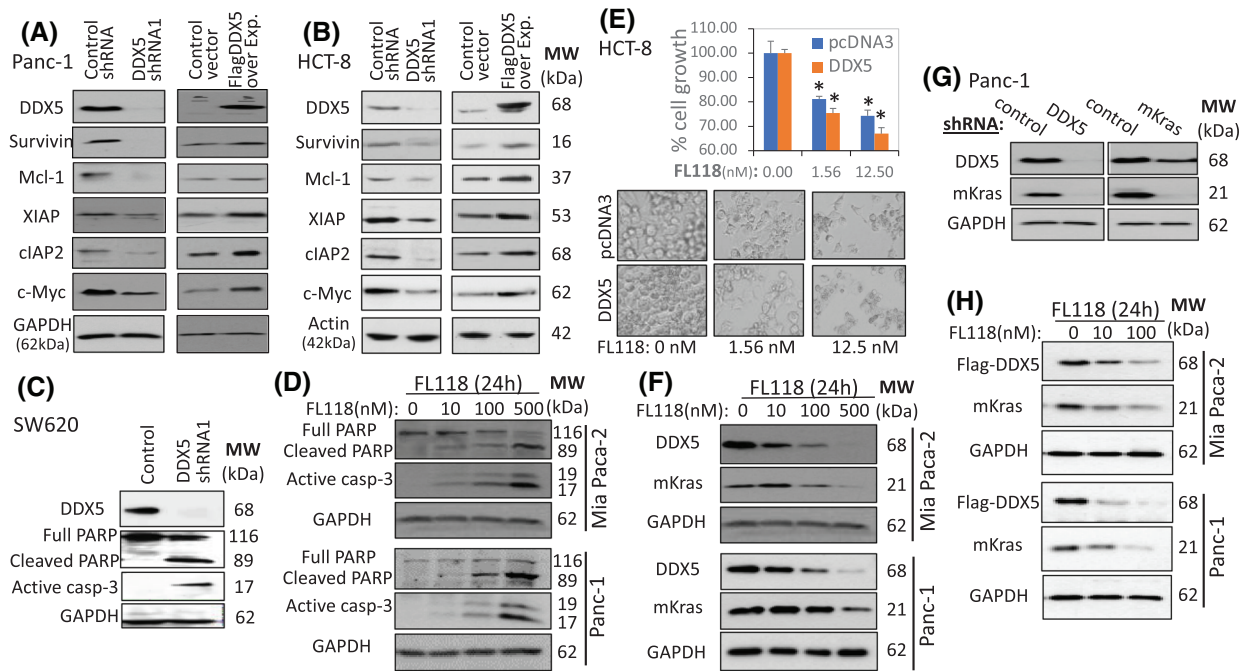 (A)
Panc-1
Control shRNA
DDX5 shRNA1
Control vector
FlagDDX5 over Exp.
DDX5
Survivin
Mcl-1
XIAP
cIAP2
c-Myc
GAPDH
(62kDa)
(B)
HCT-8
Control shRNA
DDX5 shRNA1
Control vector
FlagDDX5 over Exp.
MW
(kDa)
DDX5 68
Survivin 16
Mcl-1 37
XIAP 53
cIAP2 68
c-Myc 62
Actin
(42kDa) 42
(C)
SW620
Control
DDX5 shRNA1
MW
(kDa)
DDX5 68
Full PARP 116
Cleaved PARP 89
Active casp-3 17
GAPDH 62
(D)
FL118 (24h) MW
FL118(nM): 0 10 100 500 (kDa)
Full PARP 116
Cleaved PARP 89
Active casp-3 19
17
GAPDH 62
Mia Paca-2
Full PARP 116
Cleaved PARP 89
Active casp-3 19
17
GAPDH 62
Panc-1
(E)
HCT-8
% cell growth
100.00
90.00
80.00
70.00
60.00
pcDNA3
DDX5
* * * *
FL118(nM): 0.00 1.56 12.50
pcDNA3
DDX5
FL118: 0 nM 1.56 nM 12.5 nM
(F)
FL118 (24h) MW
FL118(nM): 0 10 100 500 (kDa)
DDX5 68
mKras 21
GAPDH 62
Mia Paca-2
DDX5 68
mKras 21
GAPDH 62
Panc-1
(G) Panc-1
shRNA: control DDX5 control mKras
MW
(kDa)
DDX5 68
mKras 21
GAPDH 62
(H)
FL118 (24h) MW
FL118(nM): 0 10 100 (kDa)
Flag-DDX5 68
mKras 21
GAPDH 62
Mia Paca-2
Flag-DDX5 68
mKras 21
GAPDH 62
Panc-1